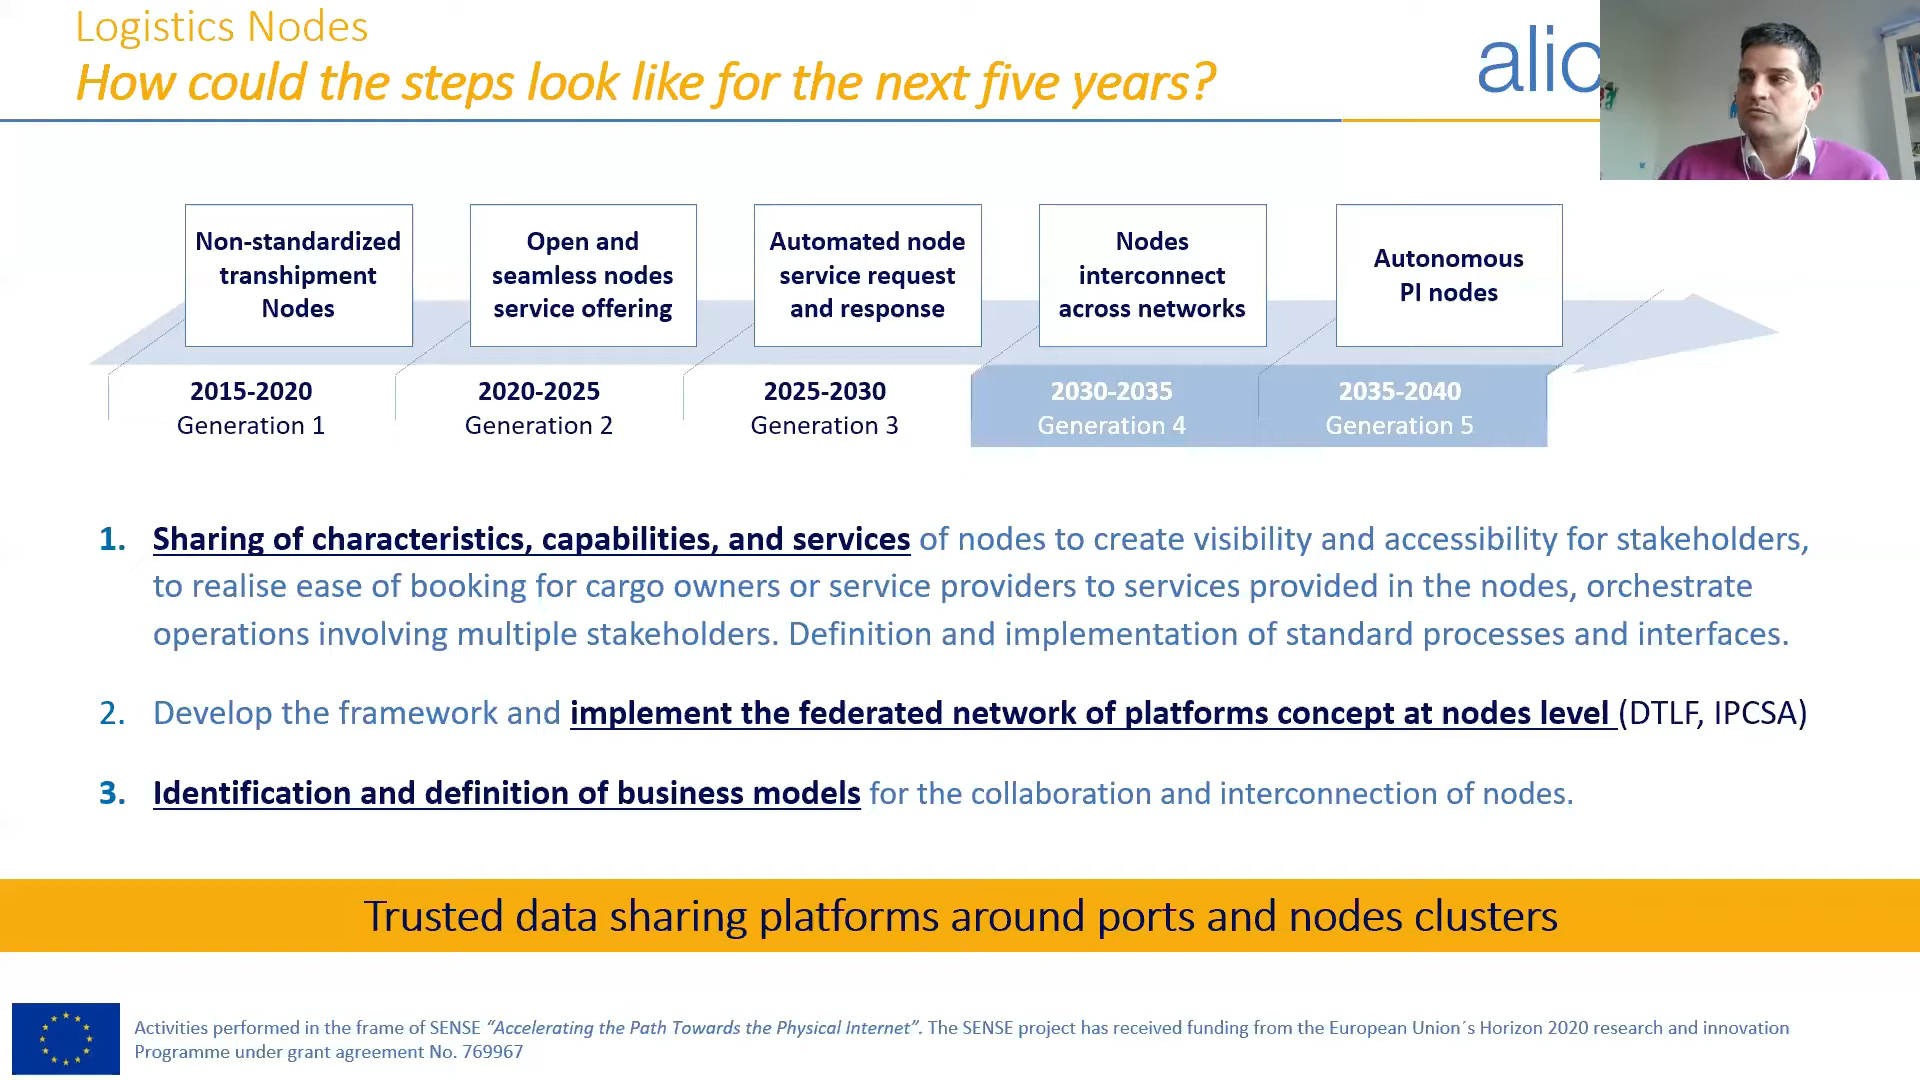 Logistics Nodes
How could the steps look like for the next five years?
alic
Non-standardized
transhipment
Nodes
Open and
seamless nodes
service offering
Automated node
service request
and response
Nodes
interconnect
across networks
Autonomous
PI nodes
2015-2020
Generation 1
2020-2025
Generation 2
2025-2030
Generation 3
2030-2035
Generation 4
2035-2040
Generation 5
1. Sharing of characteristics, capabilities, and services of nodes to create visibility and accessibility for stakeholders,
to realise ease of booking for cargo owners or service providers to services provided in the nodes, orchestrate
operations involving multiple stakeholders. Definition and implementation of standard processes and interfaces.
2. Develop the framework and implement the federated network of platforms concept at nodes level (DTLF, IPCSA)
3. Identification and definition of business models for the collaboration and interconnection of nodes.
Trusted data sharing platforms around ports and nodes clusters
Activities performed in the frame of SENSE “Accelerating the Path Towards the Physical Internet”. The SENSE project has received funding from the European Union´s Horizon 2020 research and innovation
Programme under grant agreement No. 769967